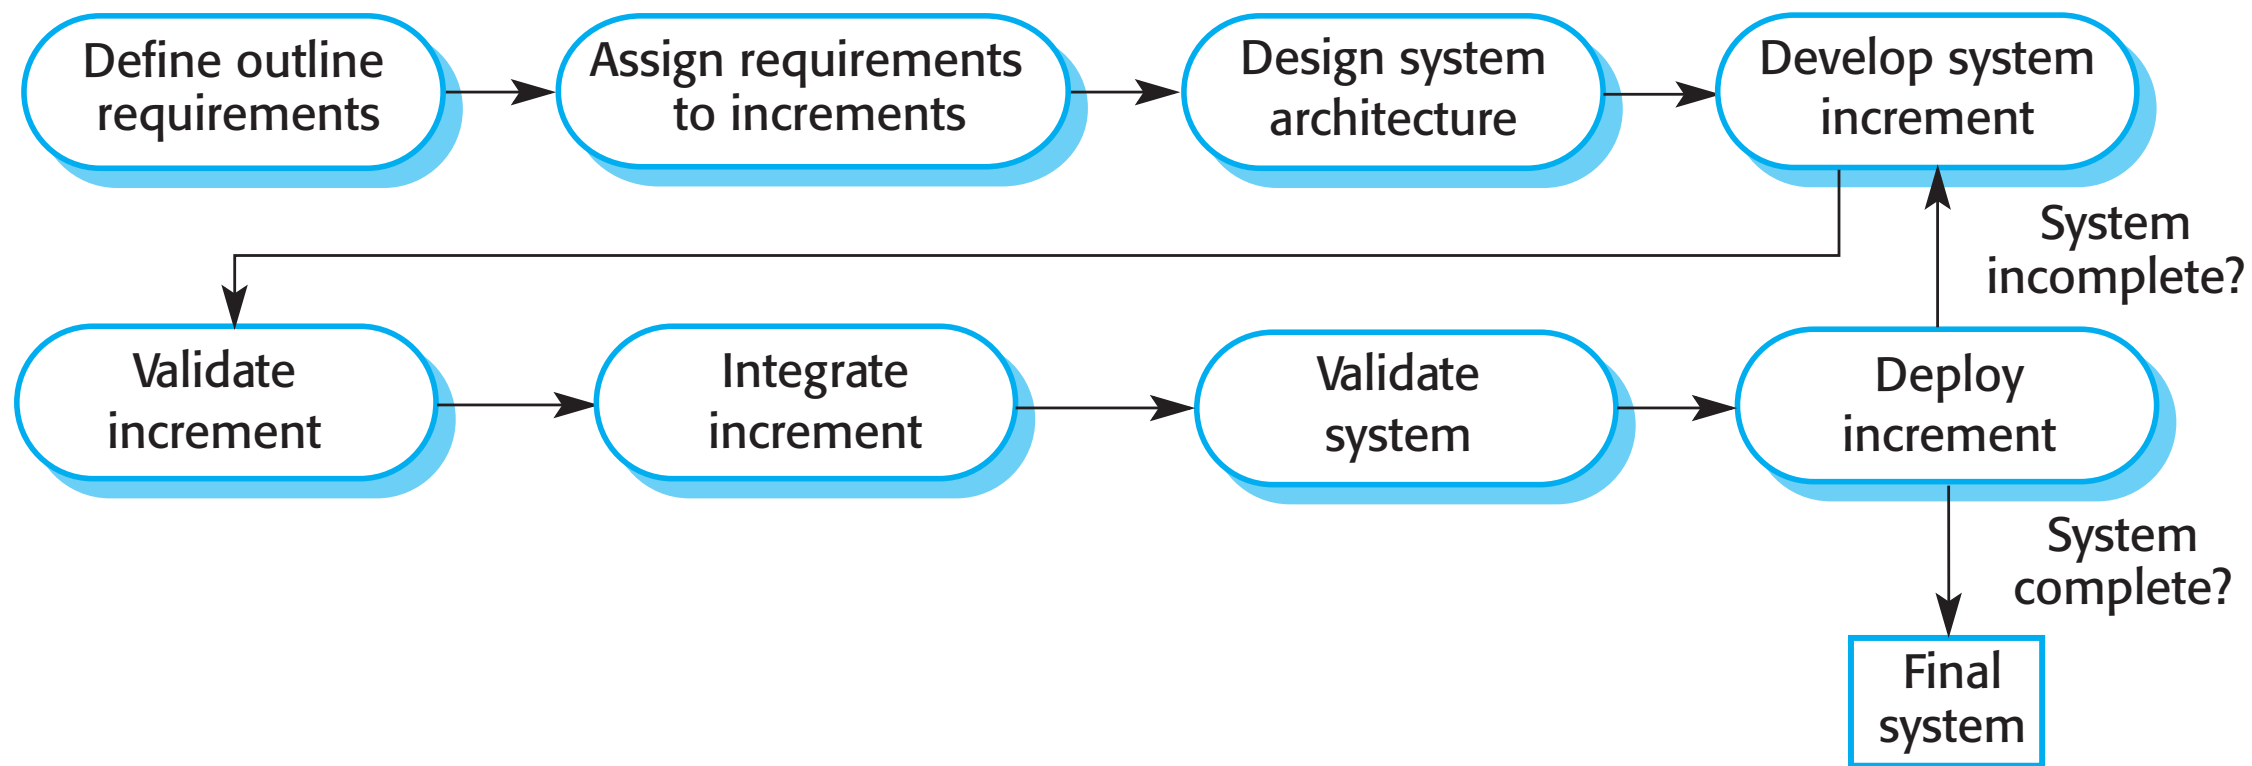 Define outline
requirements
Assign requirements
to increments
Design system
architecture
Develop system
increment
System
incomplete?
Validate
increment
Integrate
increment
Validate
system
Deploy
increment
System
complete?
Final
system